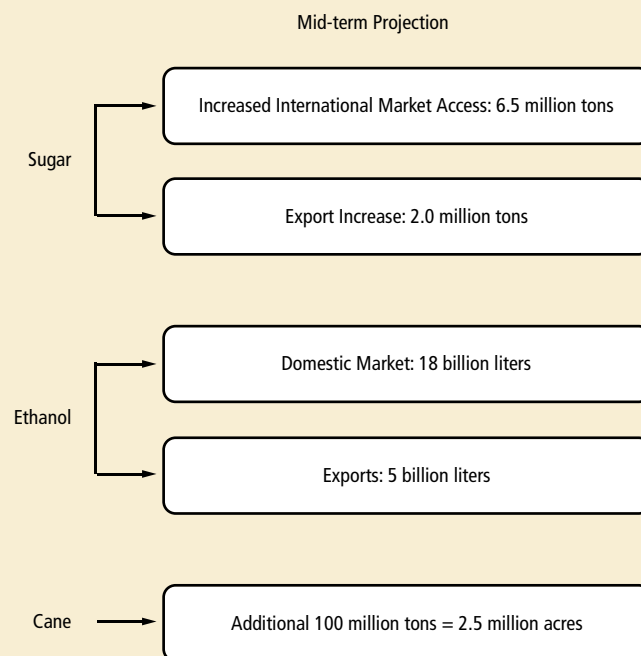 Mid-term Projection
Increased International Market Access: 6.5 million tons
Sugar
Export Increase: 2.0 million tons
Domestic Market: 18 billion liters
Ethanol
Exports: 5 billion liters
Cane
Additional 100 million tons = 2.5 million acres